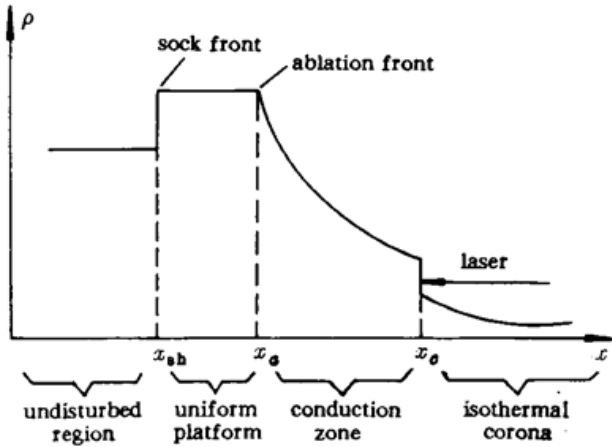 ρ
sock front
ablation front
laser
x_sh
x_a
x_c
x
undisturbed region
uniform platform
conduction zone
isothermal corona